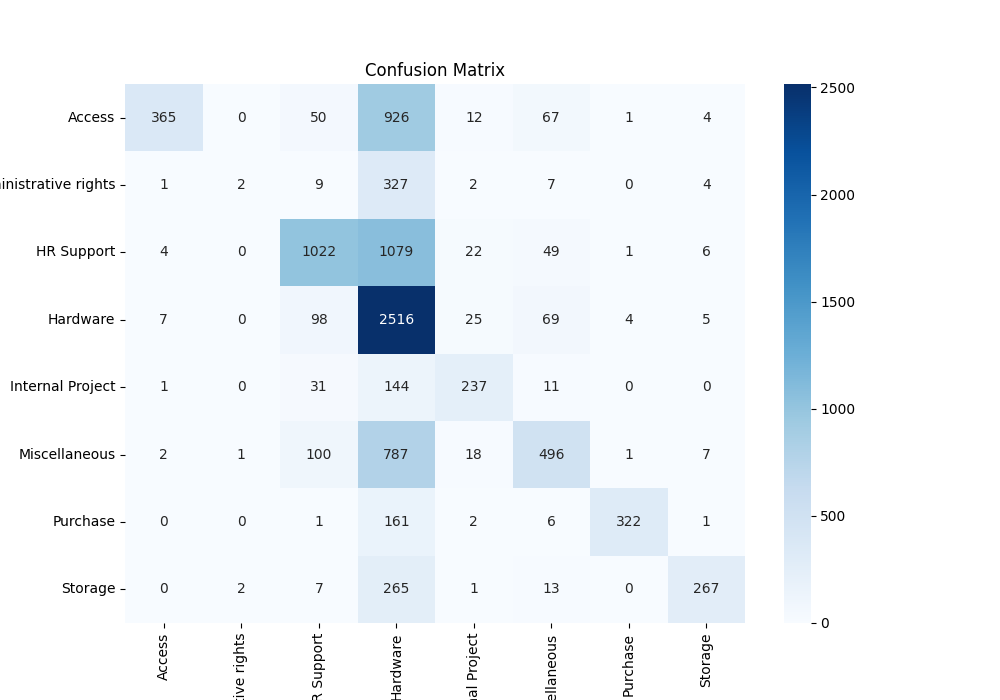 Confusion Matrix
Access 365 0 50 926 12 67 1 4
inistrative rights 1 2 9 327 2 7 0 4
HR Support 4 0 1022 1079 22 49 1 6
Hardware 7 0 98 2516 25 69 4 5
Internal Project 1 0 31 144 237 11 0 0
Miscellaneous 2 1 100 787 18 496 1 7
Purchase 0 0 1 161 2 6 322 1
Storage 0 2 7 265 1 13 0 267
2500
2000
1500
1000
500
0
Access
ive rights
R Support
Hardware
al Project
ellaneous
Purchase
Storage